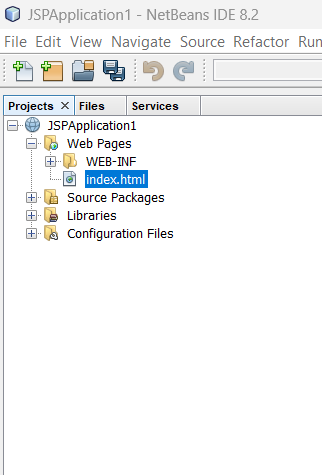 JSPApplication1 - NetBeans IDE 8.2
File Edit View Navigate Source Refactor Run
Projects Files Services
JSPApplication1
Web Pages
WEB-INF
index.html
Source Packages
Libraries
Configuration Files